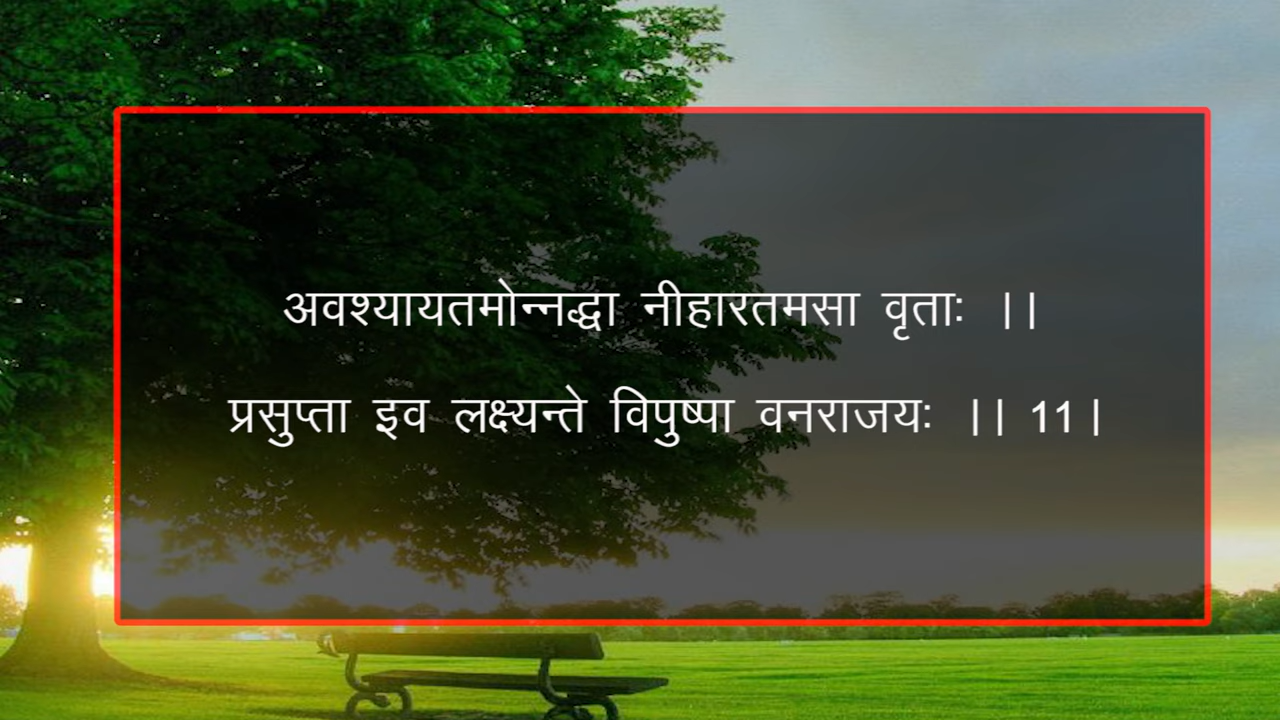 अवश्यायतमोन्नद्धा नीहारतमसा वृताः ।।
प्रसुप्ता इव लक्ष्यन्ते विपुष्पा वनराजयः ।। 11।